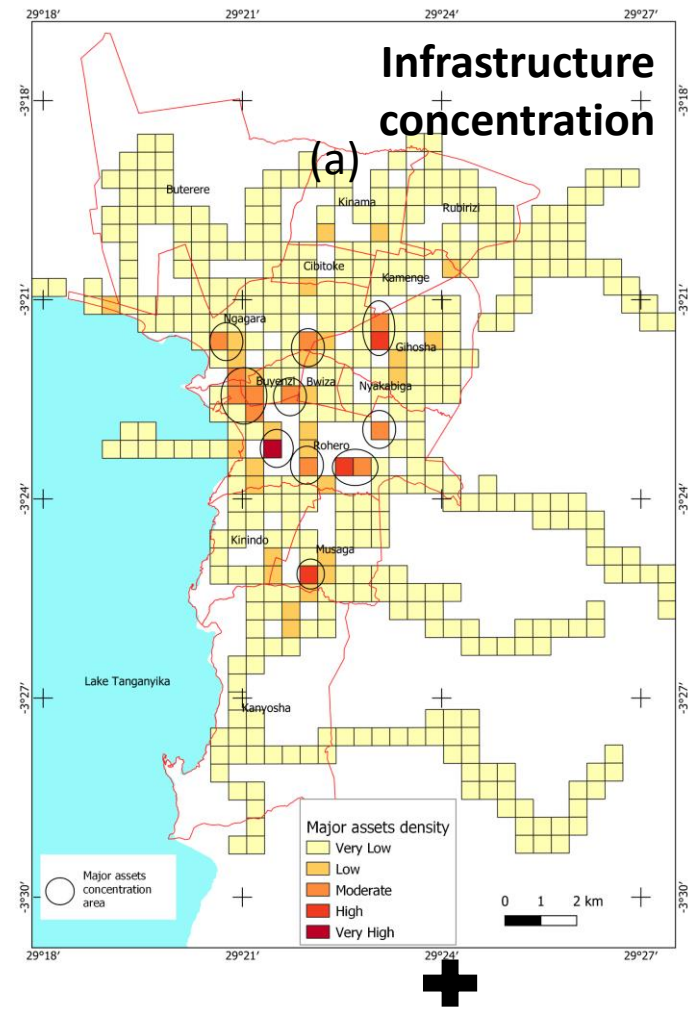 29°18′ 29°21′ 29°24′ 29°27′
Infrastructure
concentration
(a)
-3°18′ -3°18′
Buterere
Kinama
Rubirizi
Cibitoke
Kamenge
-3°21′ -3°21′
Ngagara
Gihosha
Buyenzi Bwiza
Nyakabiga
Rohero
-3°24′ -3°24′
Kinindo
Musaga
Lake Tanganyika
-3°27′ -3°27′
Kanyosha
Major assets density
Very Low
Low
Moderate
High
Very High
Major assets
concentration
area
0 1 2 km
-3°30′ -3°30′
29°18′ 29°21′ 29°24′ 29°27′